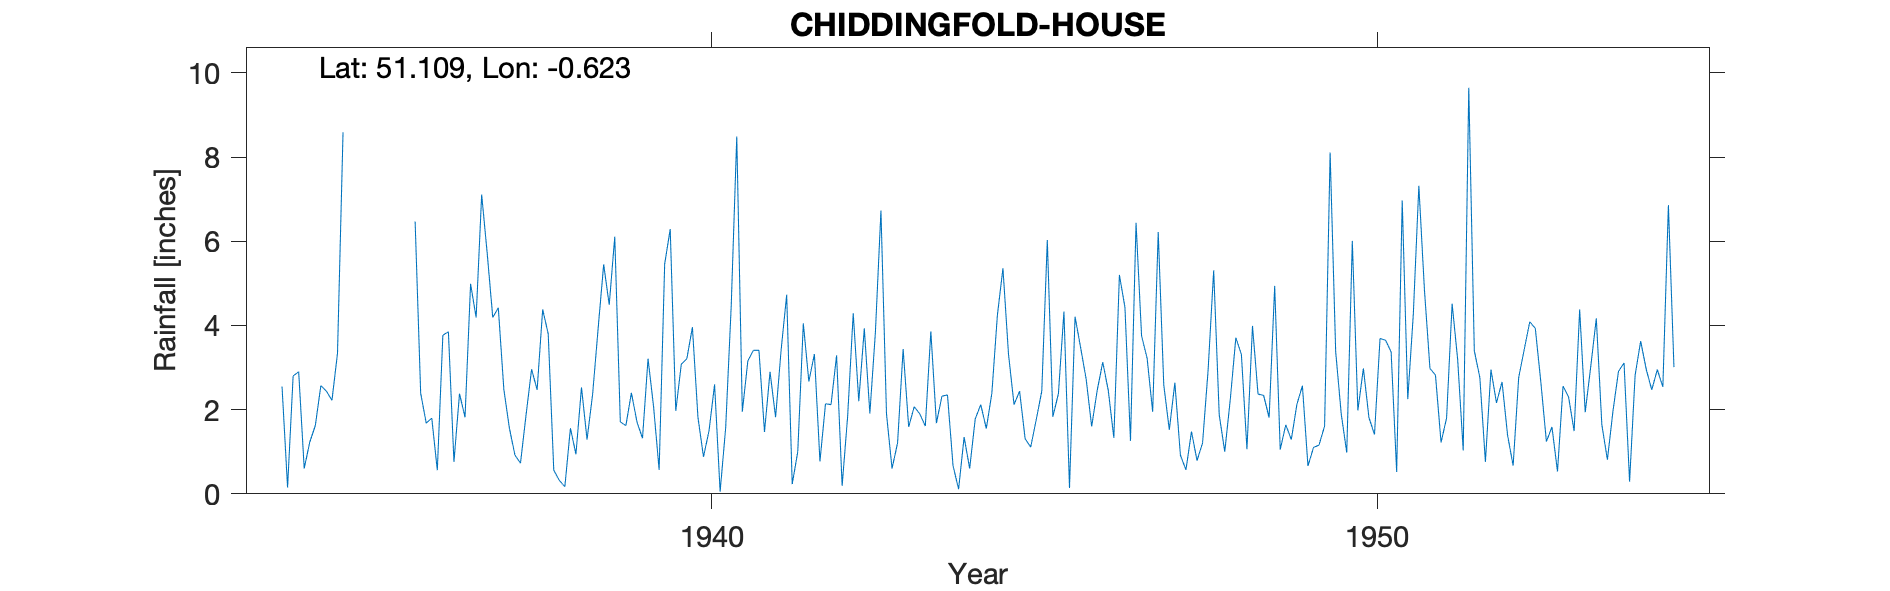 CHIDDINGFOLD-HOUSE
Lat: 51.109, Lon: -0.623
10
8
6
4
2
0
Rainfall [inches]
1940
1950
Year